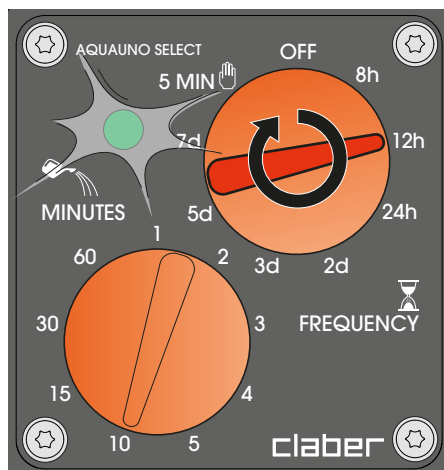 AQUAUNO SELECT
OFF
5 MIN
8h
7d
12h
MINUTES
5d
24h
1
3d
2d
60
2
30
3
FREQUENCY
15
4
10
5
claber